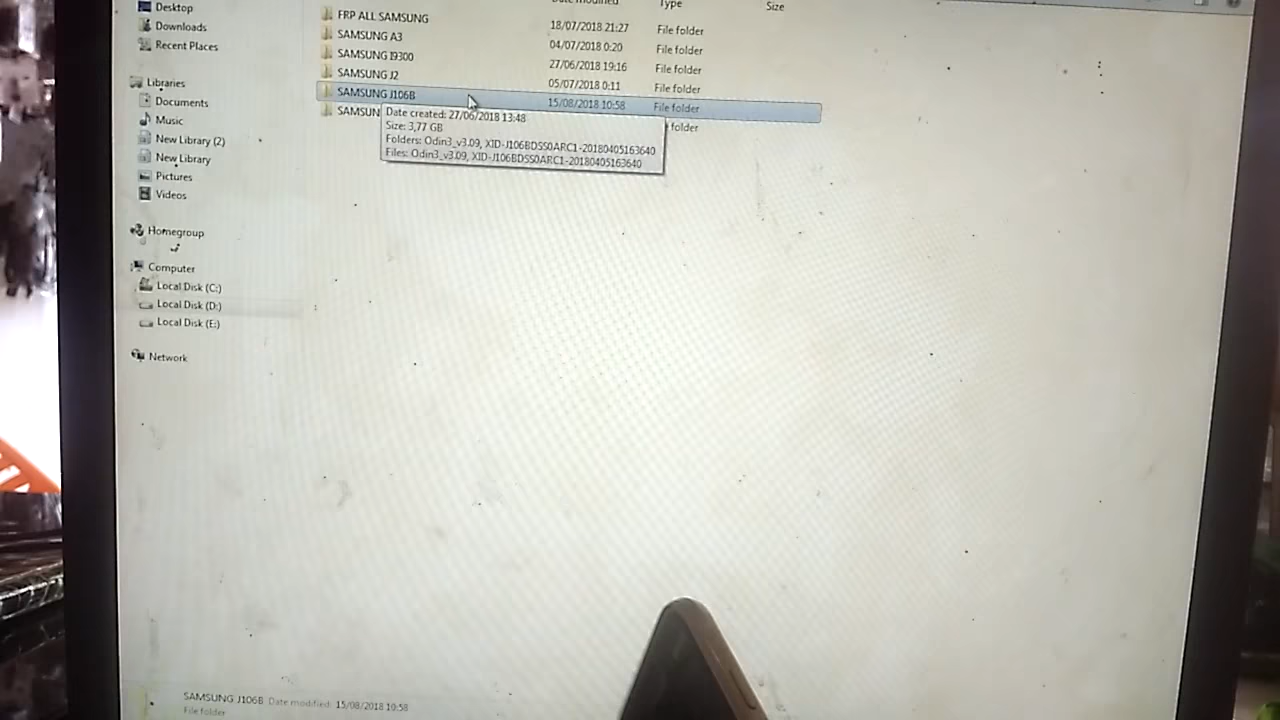 Desktop
Downloads
Recent Places
Libraries
Documents
Music
New Library (2)
New Library
Pictures
Videos
Homegroup
Computer
Local Disk (C:)
Local Disk (D:)
Local Disk (E:)
Network
Date modified Type Size
FRP ALL SAMSUNG 18/07/2018 21:27 File folder
SAMSUNG A3 04/07/2018 0:20 File folder
SAMSUNG I9300 27/06/2018 19:16 File folder
SAMSUNG J2 05/07/2018 0:11 File folder
SAMSUNG J106B 15/08/2018 10:58 File folder
SAMSUN folder
Date created: 27/06/2018 13:48
Size: 3,77 GB
Folders: Odin3_v3.09, XID-J106BDSS0ARC1-20180405163640
Files: Odin3_v3.09, XID-J106BDSS0ARC1-20180405163640
SAMSUNG J106B Date modified: 15/08/2018 10:58
File folder